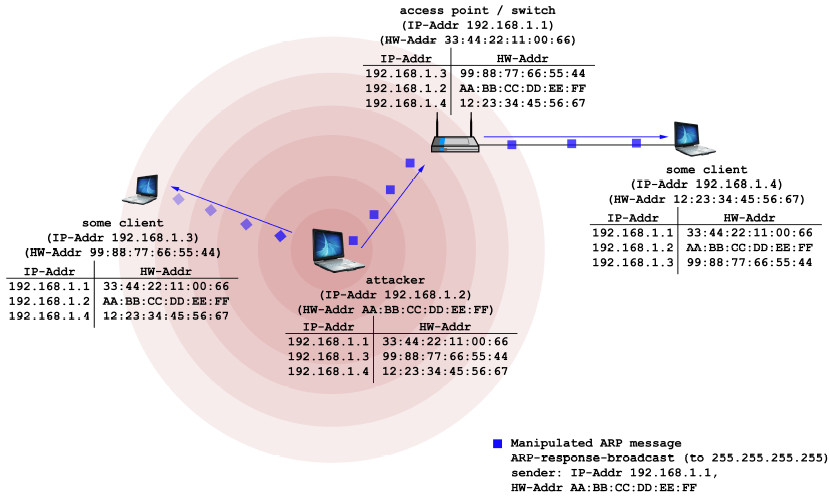 access point / switch
(IP-Addr 192.168.1.1)
(HW-Addr 33:44:22:11:00:66)
IP-Addr HW-Addr
192.168.1.3 99:88:77:66:55:44
192.168.1.2 AA:BB:CC:DD:EE:FF
192.168.1.4 12:23:34:45:56:67
some client
(IP-Addr 192.168.1.4)
(HW-Addr 12:23:34:45:56:67)
IP-Addr HW-Addr
192.168.1.1 33:44:22:11:00:66
192.168.1.2 AA:BB:CC:DD:EE:FF
192.168.1.3 99:88:77:66:55:44
some client
(IP-Addr 192.168.1.3)
(HW-Addr 99:88:77:66:55:44)
IP-Addr HW-Addr
192.168.1.1 33:44:22:11:00:66
192.168.1.2 AA:BB:CC:DD:EE:FF
192.168.1.4 12:23:34:45:56:67
attacker
(IP-Addr 192.168.1.2)
(HW-Addr AA:BB:CC:DD:EE:FF)
IP-Addr HW-Addr
192.168.1.1 33:44:22:11:00:66
192.168.1.3 99:88:77:66:55:44
192.168.1.4 12:23:34:45:56:67
Manipulated ARP message
ARP-response-broadcast (to 255.255.255.255)
sender: IP-Addr 192.168.1.1,
HW-Addr AA:BB:CC:DD:EE:FF